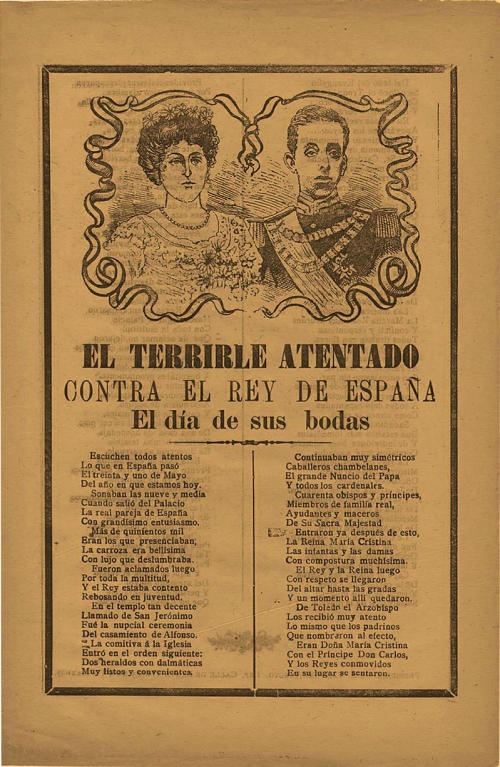 EL TERRIRLE ATENTADO
CONTRA EL REY DE ESPAÑA
El día de sus bodas
Escuchen todos atentos
Lo que en España pasó
El treinta y uno de Mayo
Del año en que estamos hoy.
Sonaban las nueve y media
Cuando salió del Palacio
La real pareja de España
Con grandísimo entusiasmo.
Más de quinientos mil
Eran los que presenciaban,
La carroza era bellísima
Con lujo que deslumbraba.
Fueron aclamados luego
Por toda la multitud,
Y el Rey estaba contento
Rebosando en juventud.
En el templo tan decente
Llamado de San Jerónimo
Fué la nupcial ceremonia
Del casamiento de Alfonso.
La comitiva á la Iglesia
Entró en el orden siguiente:
Dos heraldos con dalmáticas
Muy listos y convenientes.
Continuaban muy simétricos
Caballeros chambelanes,
El grande Nuncio del Papa
Y todos los cardenales.
Cuarenta obispos y príncipes,
Miembros de familia real,
Ayudantes y maceros
De Su Sacra Majestad
Entraron ya después de esto,
La Reina María Cristina
Las infantas y las damas
Con compostura muchísima.
El Rey y la Reina luego
Con respeto se llegaron
Del altar hasta las gradas
Y un momento allí quedaron.
De Toledo el Arzobispo
Los recibió muy atento
Lo mismo que los padrinos
Que nombraron al efecto,
Eran Doña María Cristina
Con el Príncipe Don Carlos,
Y los Reyes conmovidos
En su lugar se sentaron.